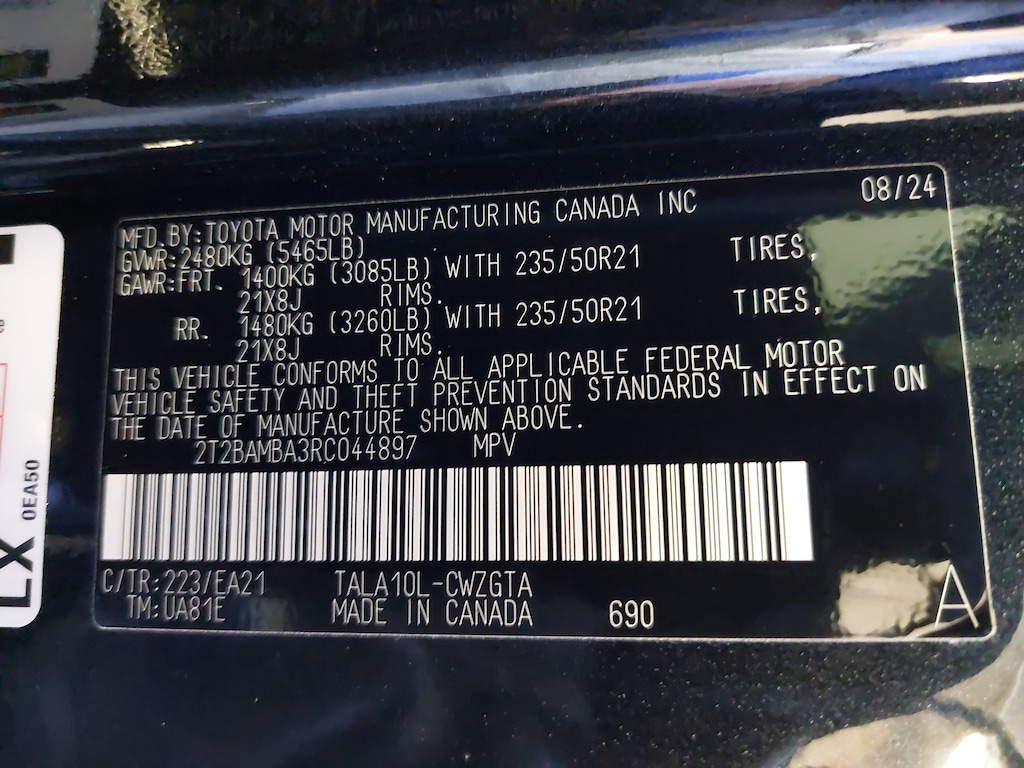 08/24
MFD.BY:TOYOTA MOTOR MANUFACTURING CANADA INC
GVWR:2480KG (5465LB)
GAWR:FRT. 1400KG (3085LB) WITH 235/50R21 TIRES,
21X8J RIMS.
RR. 1480KG (3260LB) WITH 235/50R21 TIRES,
21X8J RIMS.
THIS VEHICLE CONFORMS TO ALL APPLICABLE FEDERAL MOTOR
VEHICLE SAFETY AND THEFT PREVENTION STANDARDS IN EFFECT ON
THE DATE OF MANUFACTURE SHOWN ABOVE.
2T2BAMBA3RC044897 MPV
C/TR:223/EA21 TALA10L-CWZGTA
TM:UA81E MADE IN CANADA 690
A
0EA50